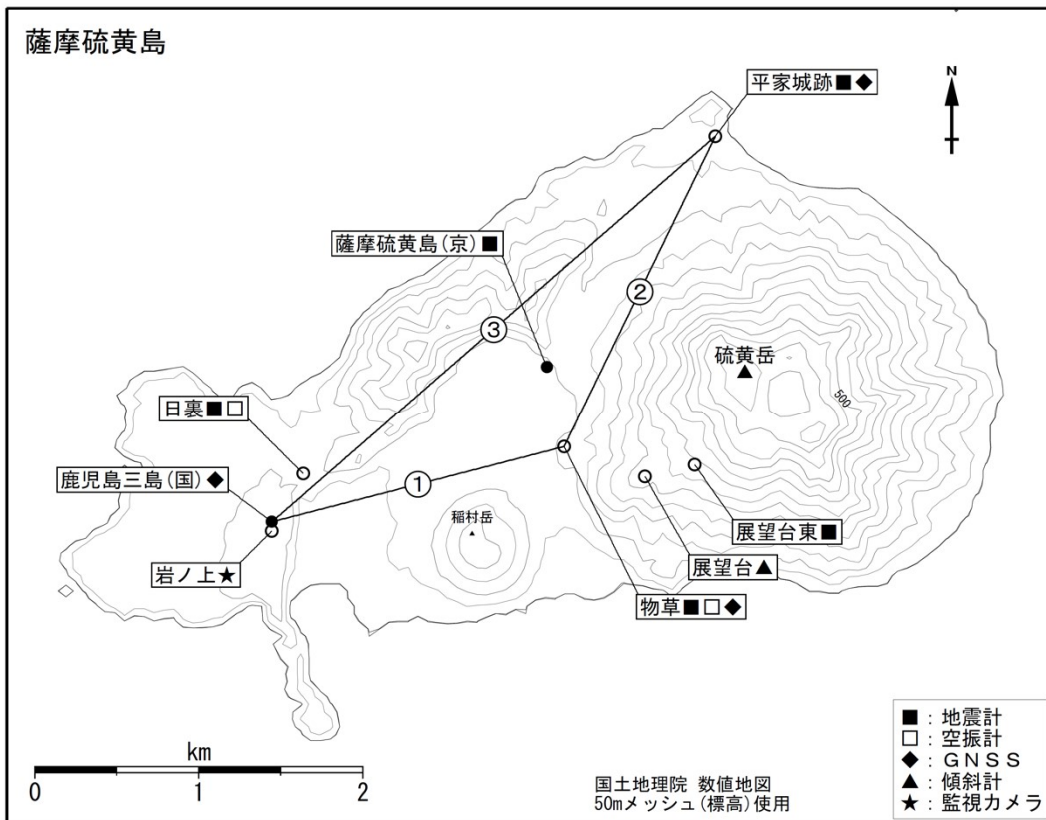 薩摩硫黄島
平家城跡■◆
N
薩摩硫黄島(京)■
②
③
硫黄岳
500
日裏■□
鹿児島三島(国)◆
①
稲村岳
岩ノ上★
展望台東■
展望台▲
物草■□◆
km
0 1 2
国土地理院 数値地図
50mメッシュ(標高)使用
■:地震計
□:空振計
◆:GNSS
▲:傾斜計
★:監視カメラ